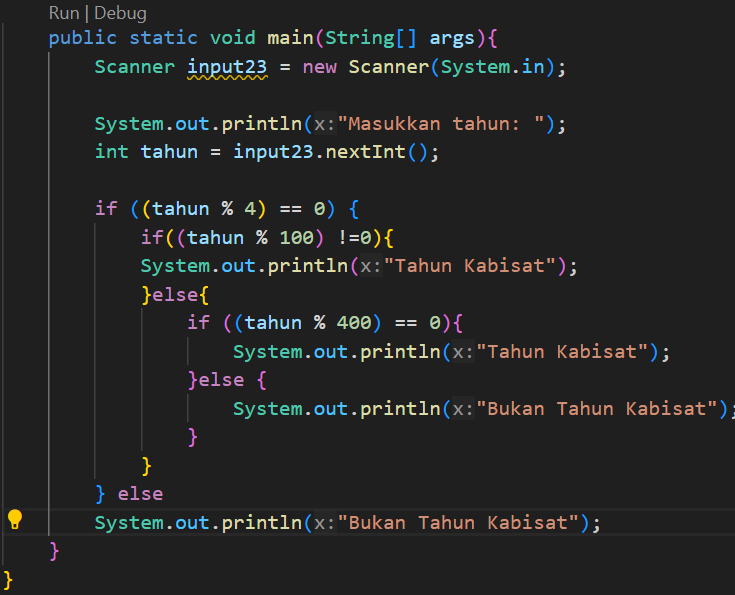 Run | Debug
public static void main(String[] args){
Scanner input23 = new Scanner(System.in);
System.out.println(x:"Masukkan tahun: ");
int tahun = input23.nextInt();
if ((tahun % 4) == 0) {
if((tahun % 100) !=0){
System.out.println(x:"Tahun Kabisat");
}else{
if ((tahun % 400) == 0){
System.out.println(x:"Tahun Kabisat");
}else {
System.out.println(x:"Bukan Tahun Kabisat");
}
}
} else
System.out.println(x:"Bukan Tahun Kabisat");
}
}